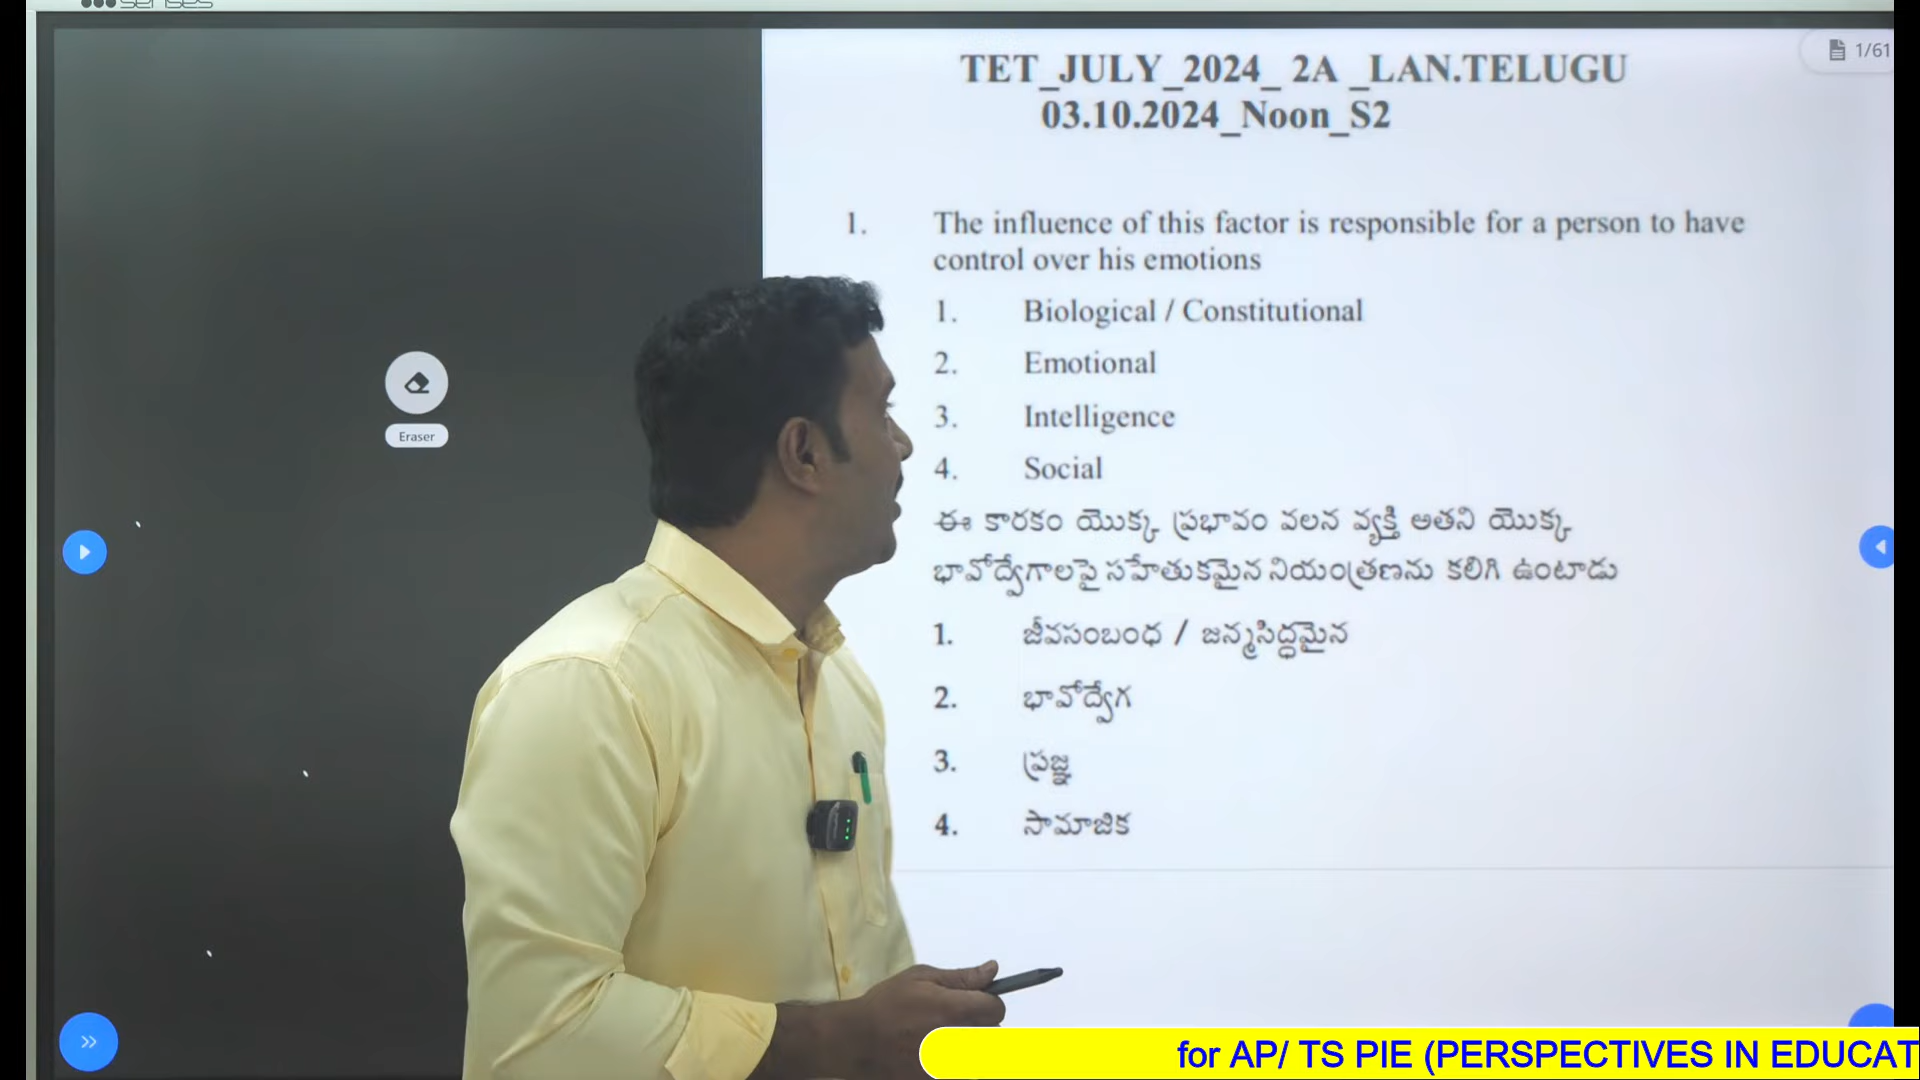 TET_JULY_2024_ 2A _LAN.TELUGU
03.10.2024_Noon_S2
1/61
1. The influence of this factor is responsible for a person to have
control over his emotions
1. Biological / Constitutional
2. Emotional
3. Intelligence
4. Social
ఈ కారకం యొక్క ప్రభావం వలన వ్యక్తి అతని యొక్క
భావోద్వేగాలపై సహేతుకమైన నియంత్రణను కలిగి ఉంటాడు
1. జీవసంబంధ / జన్మసిద్ధమైన
2. భావోద్వేగ
3. ప్రజ్ఞ
4. సామాజిక
Eraser
for AP/ TS PIE (PERSPECTIVES IN EDUCAT